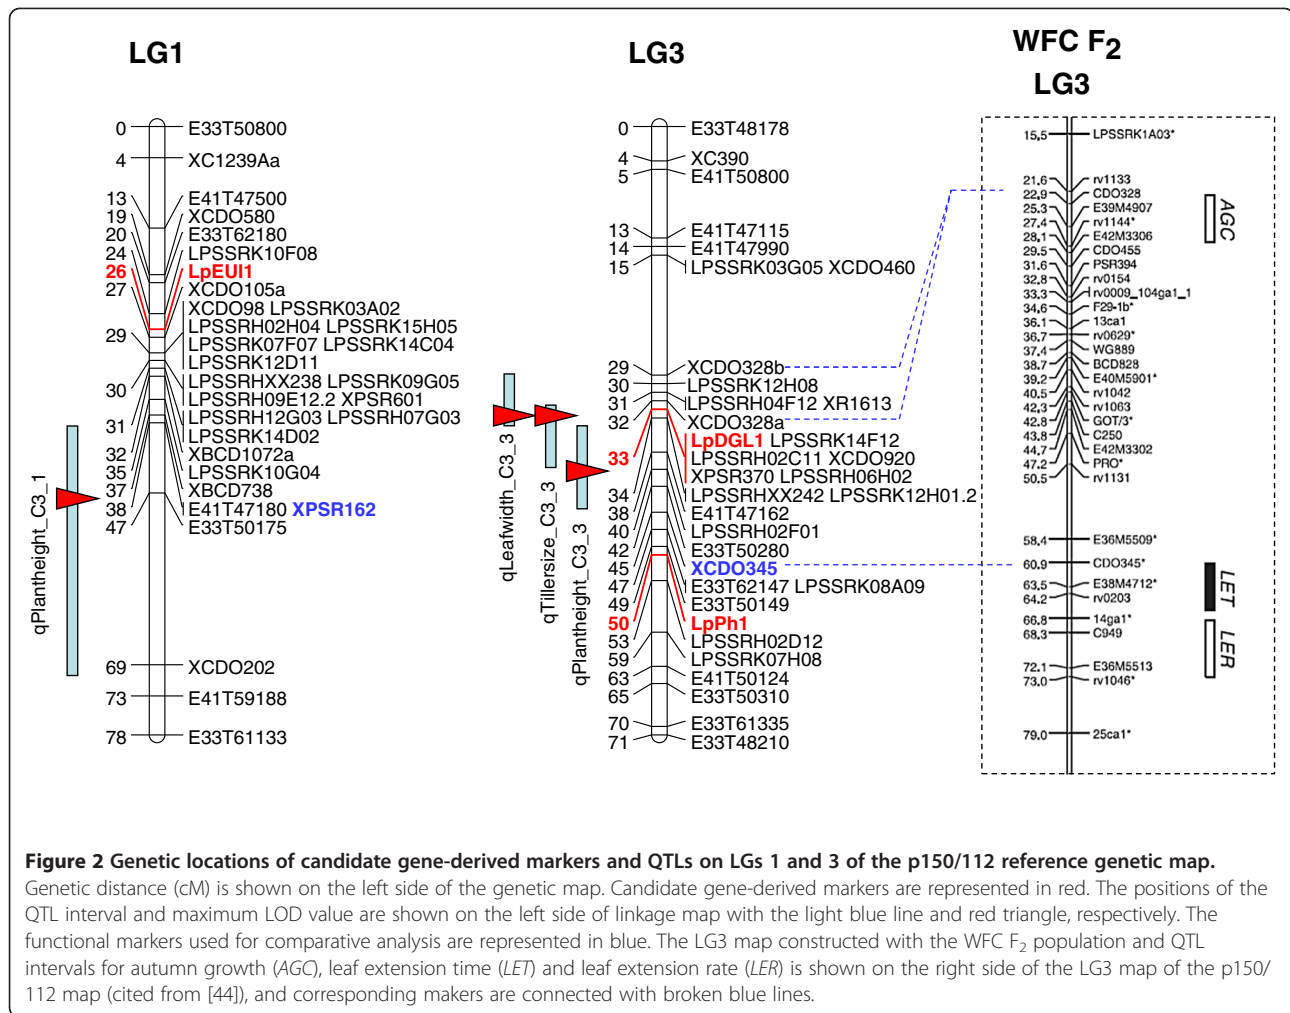 LG1
0 E33T50800
4 XC1239Aa
13 E41T47500
19 XCDO580
20 E33T62180
24 LPSSRK10F08
26 LpEUI1
27 XCDO105a
XCDO98 LPSSRK03A02
LPSSRH02H04 LPSSRK15H05
29 LPSSRK07F07 LPSSRK14C04
LPSSRK12D11
LPSSRHXX238 LPSSRK09G05
30 LPSSRH09E12.2 XPSR601
LPSSRH12G03 LPSSRH07G03
31 LPSSRK14D02
32 XBCD1072a
35 LPSSRK10G04
37 XBCD738
38 E41T47180 XPSR162
47 E33T50175
69 XCDO202
73 E41T59188
78 E33T61133
qPlantheight_C3_1
LG3
0 E33T48178
4 XC390
5 E41T50800
13 E41T47115
14 E41T47990
15 LPSSRK03G05 XCDO460
29 XCDO328b
30 LPSSRK12H08
31 LPSSRH04F12 XR1613
32 XCDO328a
LpDGL1 LPSSRK14F12
33 LPSSRH02C11 XCDO920
XPSR370 LPSSRH06H02
34 LPSSRHXX242 LPSSRK12H01.2
38 E41T47162
40 LPSSRH02F01
42 E33T50280
45 XCDO345
47 E33T62147 LPSSRK08A09
49 E33T50149
50 LpPh1
53 LPSSRH02D12
59 LPSSRK07H08
63 E41T50124
65 E33T50310
70 E33T61335
71 E33T48210
qLeafwidth_C3_3
qTillersize_C3_3
qPlantheight_C3_3
WFC F2
LG3
15.5 LPSSRK1A03*
21.6 rv1133
22.9 CDO328
25.3 E39M4907
27.4 rv1144*
28.1 E42M3306
29.5 CDO455
31.6 PSR394
32.8 rv0154
33.3 rv0009_104ga1_1
34.6 F29-1b*
36.1 13ca1
36.7 rv0629*
37.4 WG889
38.7 BCD828
39.2 E40M5901*
40.5 rv1042
42.3 rv1063
42.8 GOT/3*
43.8 C250
44.7 E42M3302
47.2 PRO*
50.5 rv1131
58.4 E36M5509*
60.9 CDO345*
63.5 E38M4712*
64.2 rv0203
66.8 14ga1*
68.3 C949
72.1 E36M5513
73.0 rv1046*
79.0 25ca1*
AGC
LET
LER
Figure 2 Genetic locations of candidate gene-derived markers and QTLs on LGs 1 and 3 of the p150/112 reference genetic map.
Genetic distance (cM) is shown on the left side of the genetic map. Candidate gene-derived markers are represented in red. The positions of the
QTL interval and maximum LOD value are shown on the left side of linkage map with the light blue line and red triangle, respectively. The
functional markers used for comparative analysis are represented in blue. The LG3 map constructed with the WFC F2 population and QTL
intervals for autumn growth (AGC), leaf extension time (LET) and leaf extension rate (LER) is shown on the right side of the LG3 map of the p150/
112 map (cited from [44]), and corresponding makers are connected with broken blue lines.